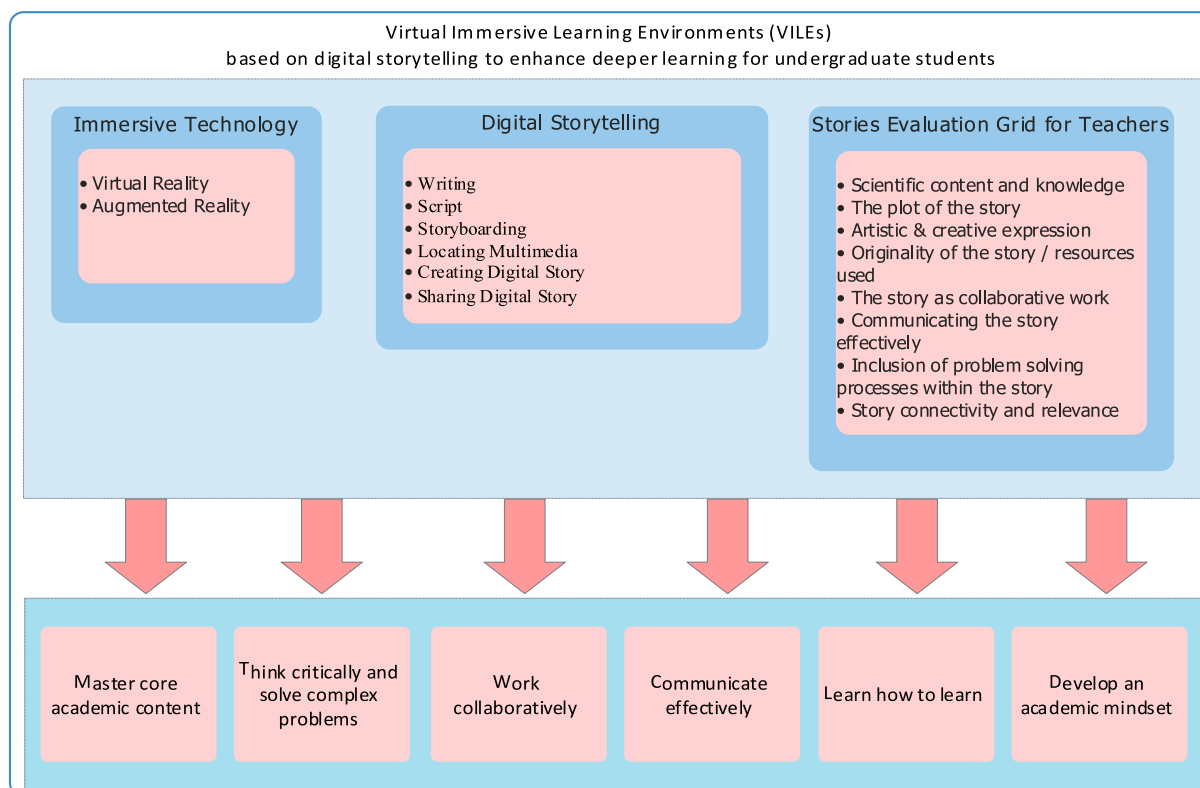 Virtual Immersive Learning Environments (VILEs)
based on digital storytelling to enhance deeper learning for undergraduate students
Immersive Technology
• Virtual Reality
• Augmented Reality
Digital Storytelling
• Writing
• Script
• Storyboarding
• Locating Multimedia
• Creating Digital Story
• Sharing Digital Story
Stories Evaluation Grid for Teachers
• Scientific content and knowledge
• The plot of the story
• Artistic & creative expression
• Originality of the story / resources
used
• The story as collaborative work
• Communicating the story
effectively
• Inclusion of problem solving
processes within the story
• Story connectivity and relevance
Master core
academic content
Think critically and
solve complex
problems
Work
collaboratively
Communicate
effectively
Learn how to learn
Develop an
academic mindset